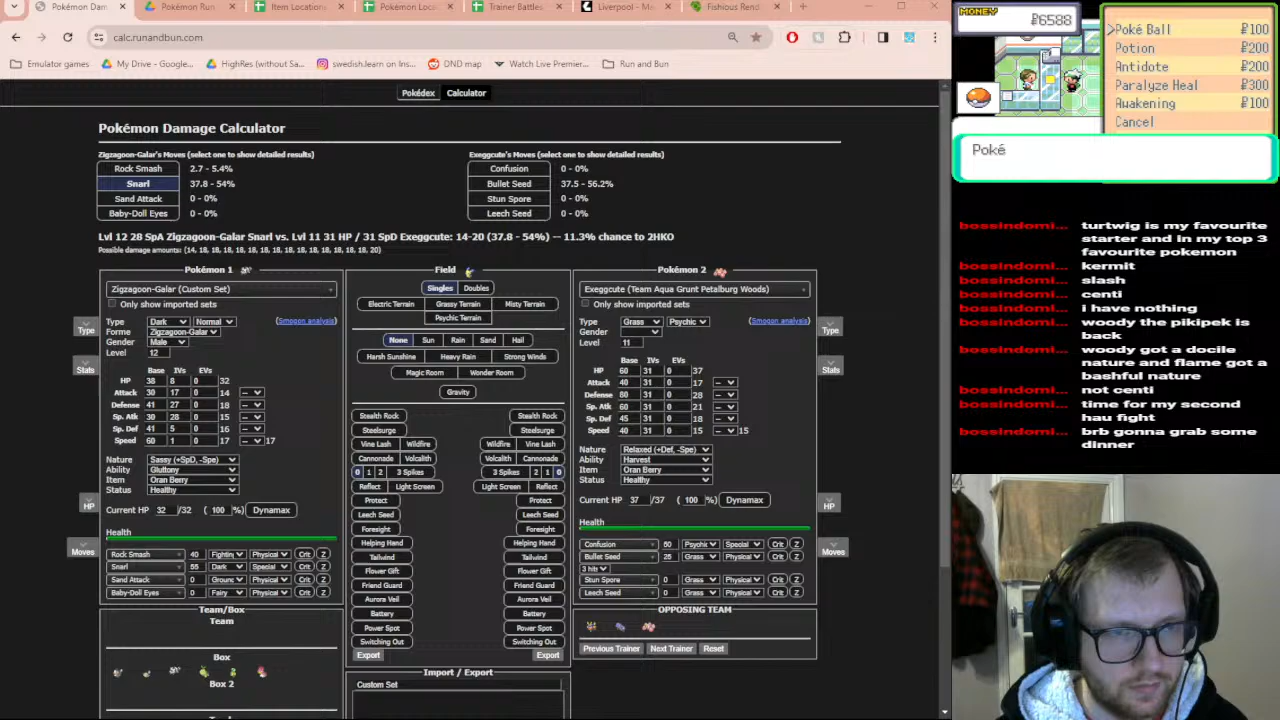 Pokémon Dam
Pokémon Run
Item Locations
Pokémon Loca
Trainer Battles
Liverpool - Me
Fishious Rend
calc.runandbun.com
Emulator games
My Drive - Google...
HighRes (without Se...
streamerJean on Ins...
DND map
Watch Live Premier...
Run and Bun
Pokédex
Calculator
Pokémon Damage Calculator
Zigzagoon-Galar's Moves (select one to show detailed results)
Rock Smash 2.7 - 5.4%
Snarl 37.8 - 54%
Sand Attack 0 - 0%
Baby-Doll Eyes 0 - 0%
Exeggcute's Moves (select one to show detailed results)
Confusion 0 - 0%
Bullet Seed 37.5 - 56.2%
Stun Spore 0 - 0%
Leech Seed 0 - 0%
Lvl 12 28 SpA Zigzagoon-Galar Snarl vs. Lvl 11 31 HP / 31 SpD Exeggcute: 14-20 (37.8 - 54%) -- 11.3% chance to 2HKO
Pokémon 1
Zigzagoon-Galar (Custom Set)
Only show imported sets
Type Dark Normal (Smogon analysis)
Forme Zigzagoon-Galar
Gender Male
Level 12
Base IVs EVs
HP 38 8 0 32
Attack 30 17 0 14 --
Defense 41 27 0 18 --
Sp. Atk 30 28 0 15 --
Sp. Def 41 5 0 16 --
Speed 60 1 0 17 -- 17
Nature Sassy (+SpD, -Spe)
Ability Gluttony
Item Oran Berry
Status Healthy
Current HP 32 /32 ( 100 %) Dynamax
Health
Rock Smash 40 Fightin Physical Crit Z
Snarl 55 Dark Special Crit Z
Sand Attack 0 Grounc Physical Crit Z
Baby-Doll Eyes 0 Fairy Physical Crit Z
Team/Box
Team
Box
Box 2
Type
Stats
HP
Moves
Field
Singles Doubles
Electric Terrain Grassy Terrain Misty Terrain
Psychic Terrain
None Sun Rain Sand Hail
Harsh Sunshine Heavy Rain Strong Winds
Magic Room Wonder Room
Gravity
Stealth Rock Stealth Rock
Steelsurge Steelsurge
Vine Lash Wildfire Wildfire Vine Lash
Cannonade Volcalith Volcalith Cannonade
0 1 2 3 Spikes 3 Spikes 2 1 0
Reflect Light Screen Light Screen Reflect
Protect Protect
Leech Seed Leech Seed
Foresight Foresight
Helping Hand Helping Hand
Tailwind Tailwind
Flower Gift Flower Gift
Friend Guard Friend Guard
Aurora Veil Aurora Veil
Battery Battery
Power Spot Power Spot
Switching Out Switching Out
Export Export
Import / Export
Custom Set
Pokémon 2
Exeggcute (Team Aqua Grunt Petalburg Woods)
Only show imported sets
Type Grass Psychic (Smogon analysis)
Gender
Level 11
Base IVs EVs
HP 60 31 0 37
Attack 40 31 0 17 --
Defense 80 31 0 28 --
Sp. Atk 60 31 0 21 --
Sp. Def 45 31 0 18 --
Speed 40 31 0 15 -- 15
Nature Relaxed (+Def, -Spe)
Ability Harvest
Item Oran Berry
Status Healthy
Current HP 37 /37 ( 100 %) Dynamax
Health
Confusion 50 Psychic Special Crit Z
Bullet Seed 25 Grass Physical Crit Z
3 hits
Stun Spore 0 Grass Physical Crit Z
Leech Seed 0 Grass Physical Crit Z
OPPOSING TEAM
Previous Trainer Next Trainer Reset
Type
Stats
HP
Moves
MONEY
₽6588
Poké Ball ₽100
Potion ₽200
Antidote ₽200
Paralyze Heal ₽300
Awakening ₽100
Cancel
Poké
bossindomi... turtwig is my favourite
starter and in my top 3
favourite pokemon
bossindomi... kermit
bossindomi... slash
bossindomi... centi
bossindomi... i have nothing
bossindomi... woody the pikipek is
back
bossindomi... woody got a docile
nature and flame got a
bashful nature
bossindomi... not centi
bossindomi... time for my second
hau fight
bossindomi... brb gonna grab some
dinner